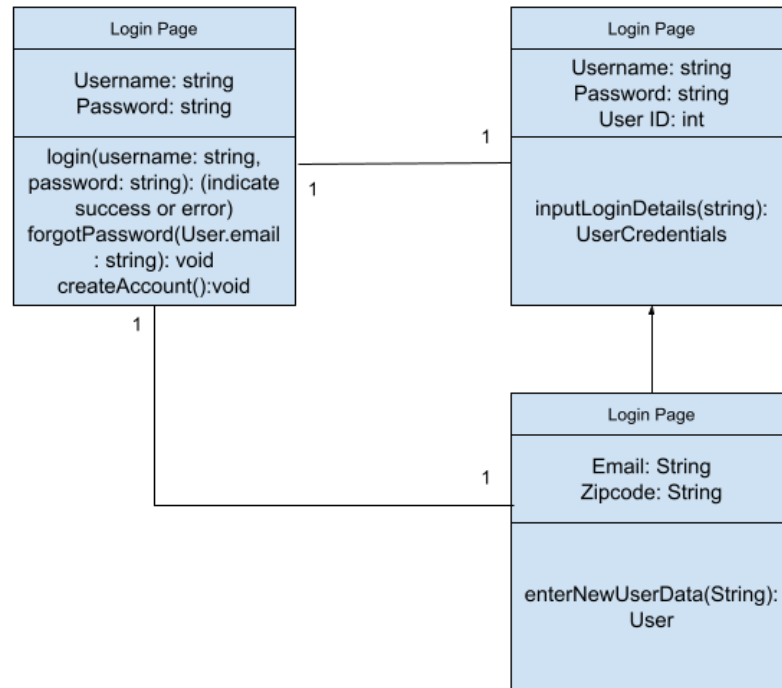 Login Page
Username: string
Password: string
login(username: string,
password: string): (indicate
success or error)
forgotPassword(User.email
: string): void
createAccount():void
1
1
1
1
Login Page
Username: string
Password: string
User ID: int
inputLoginDetails(string):
UserCredentials
Login Page
Email: String
Zipcode: String
enterNewUserData(String):
User